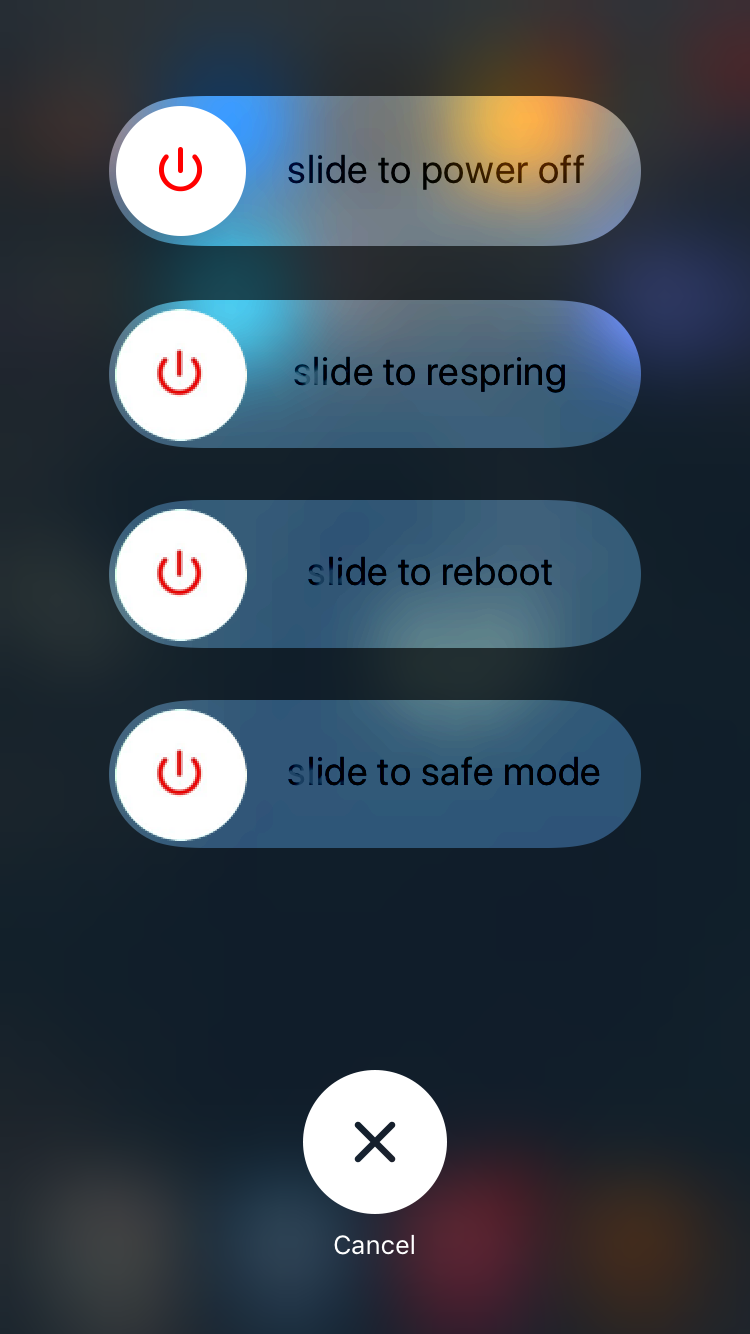 slide to power off
slide to respring
slide to reboot
slide to safe mode
Cancel